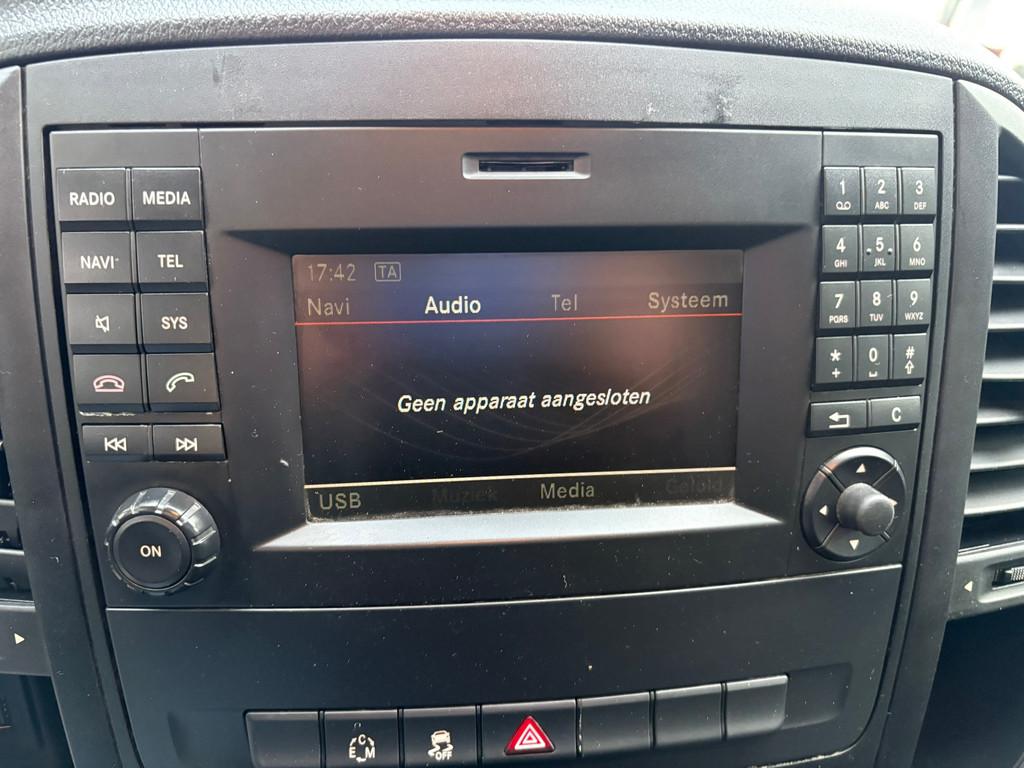 RADIO MEDIA
NAVI TEL
SYS
ON
17:42 TA
Navi Audio Tel Systeem
Geen apparaat aangesloten
USB Muziek Media Geluid
1 2 ABC 3 DEF
4 GHI 5 JKL 6 MNO
7 PQRS 8 TUV 9 WXYZ
* + 0 #
C
C E M
OFF